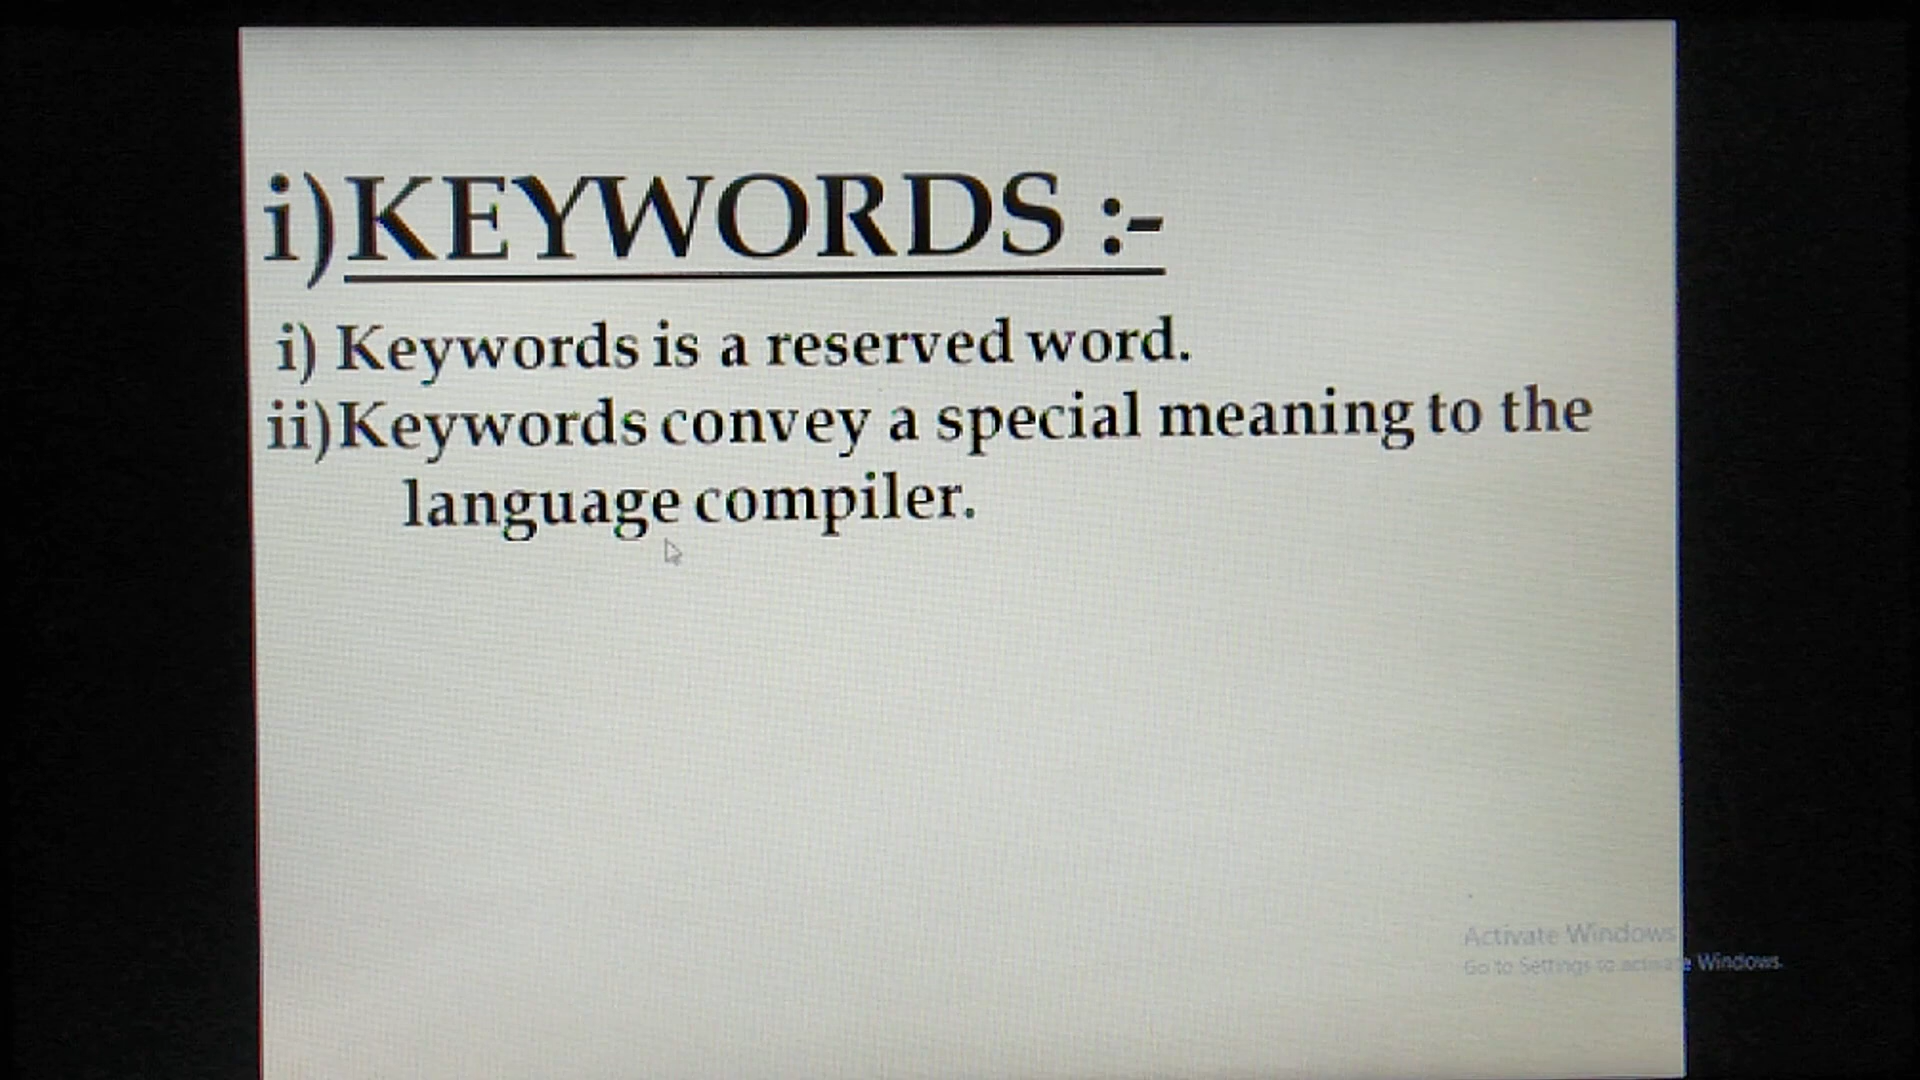 i)KEYWORDS :-
i) Keywords is a reserved word.
ii)Keywords convey a special meaning to the
language compiler.
Activate Windows
Go to Settings to activate Windows.